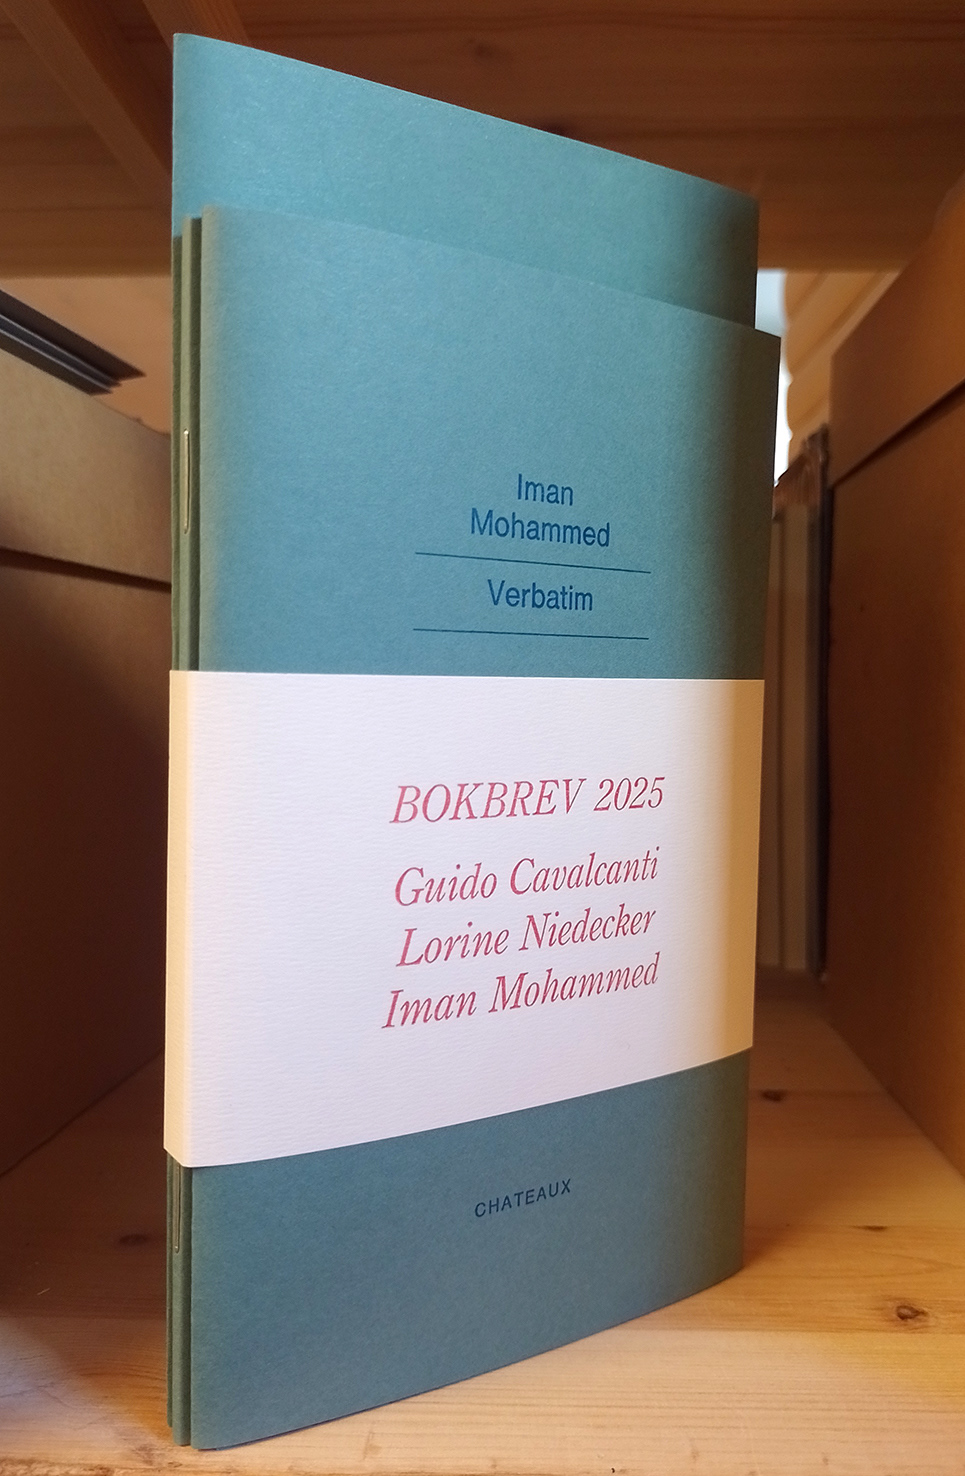 Iman
Mohammed
Verbatim
BOKBREV 2025
Guido Cavalcanti
Lorine Niedecker
Iman Mohammed
CHATEAUX